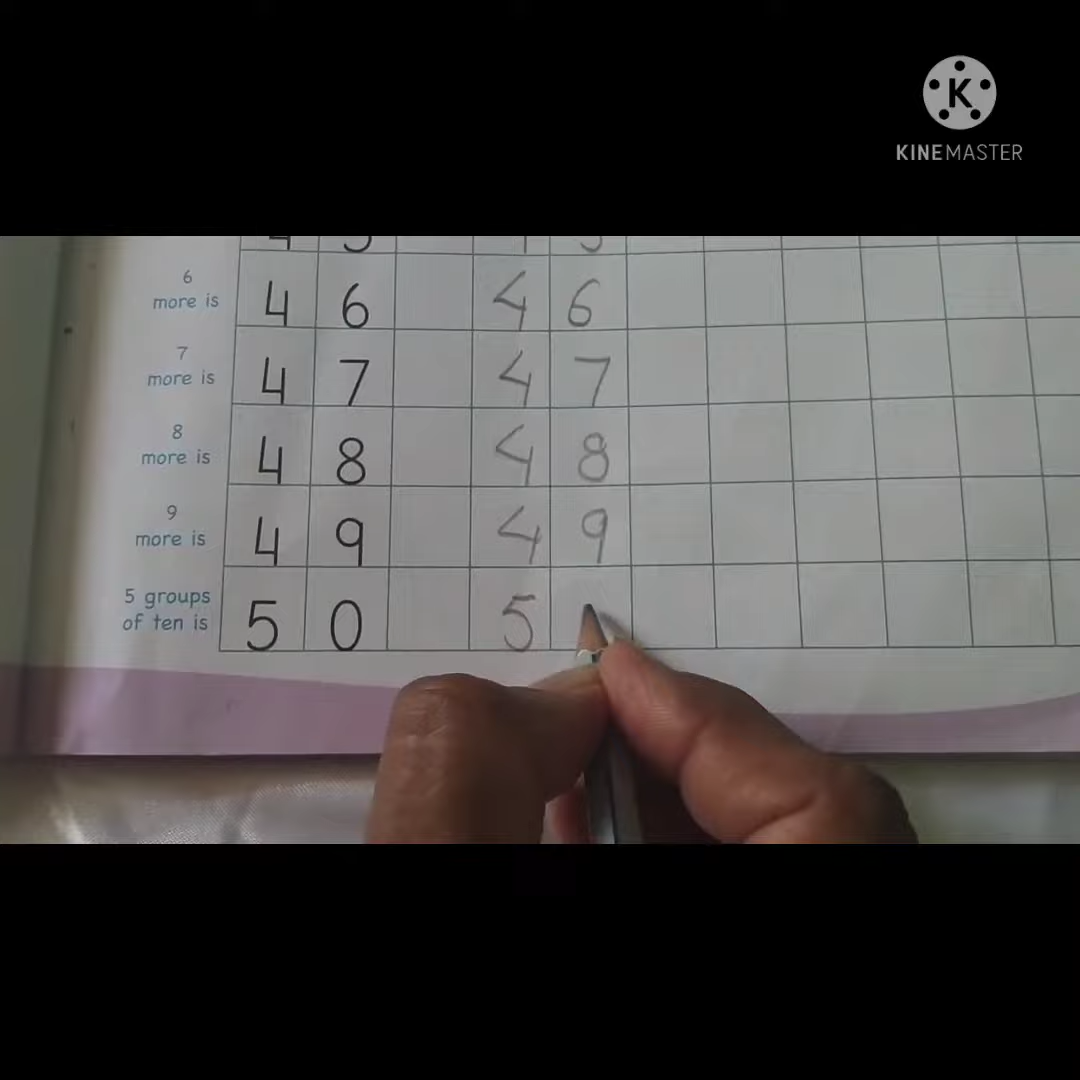 KINEMASTER
6
more is 4 6 4 6
7
more is 4 7 4 7
8
more is 4 8 4 8
9
more is 4 9 4 9
5 groups
of ten is 5 0 5